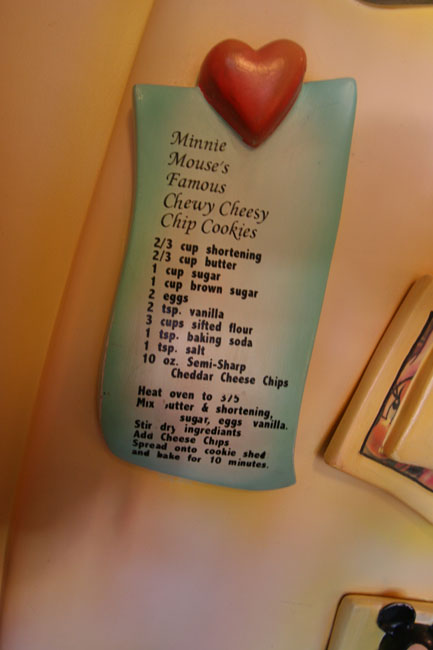 Minnie
Mouse's
Famous
Chewy Cheesy
Chip Cookies
2/3 cup shortening
2/3 cup butter
1 cup sugar
1 cup brown sugar
2 eggs
2 tsp. vanilla
3 cups sifted flour
1 tsp. baking soda
1 tsp. salt
10 oz. Semi-Sharp
Cheddar Cheese Chips
Heat oven to 375
Mix utter & shortening,
sugar, eggs vanilla.
Stir dry ingrediants
Add Cheese Chips
Spread onto cookie shed
and bake for 10 minutes.